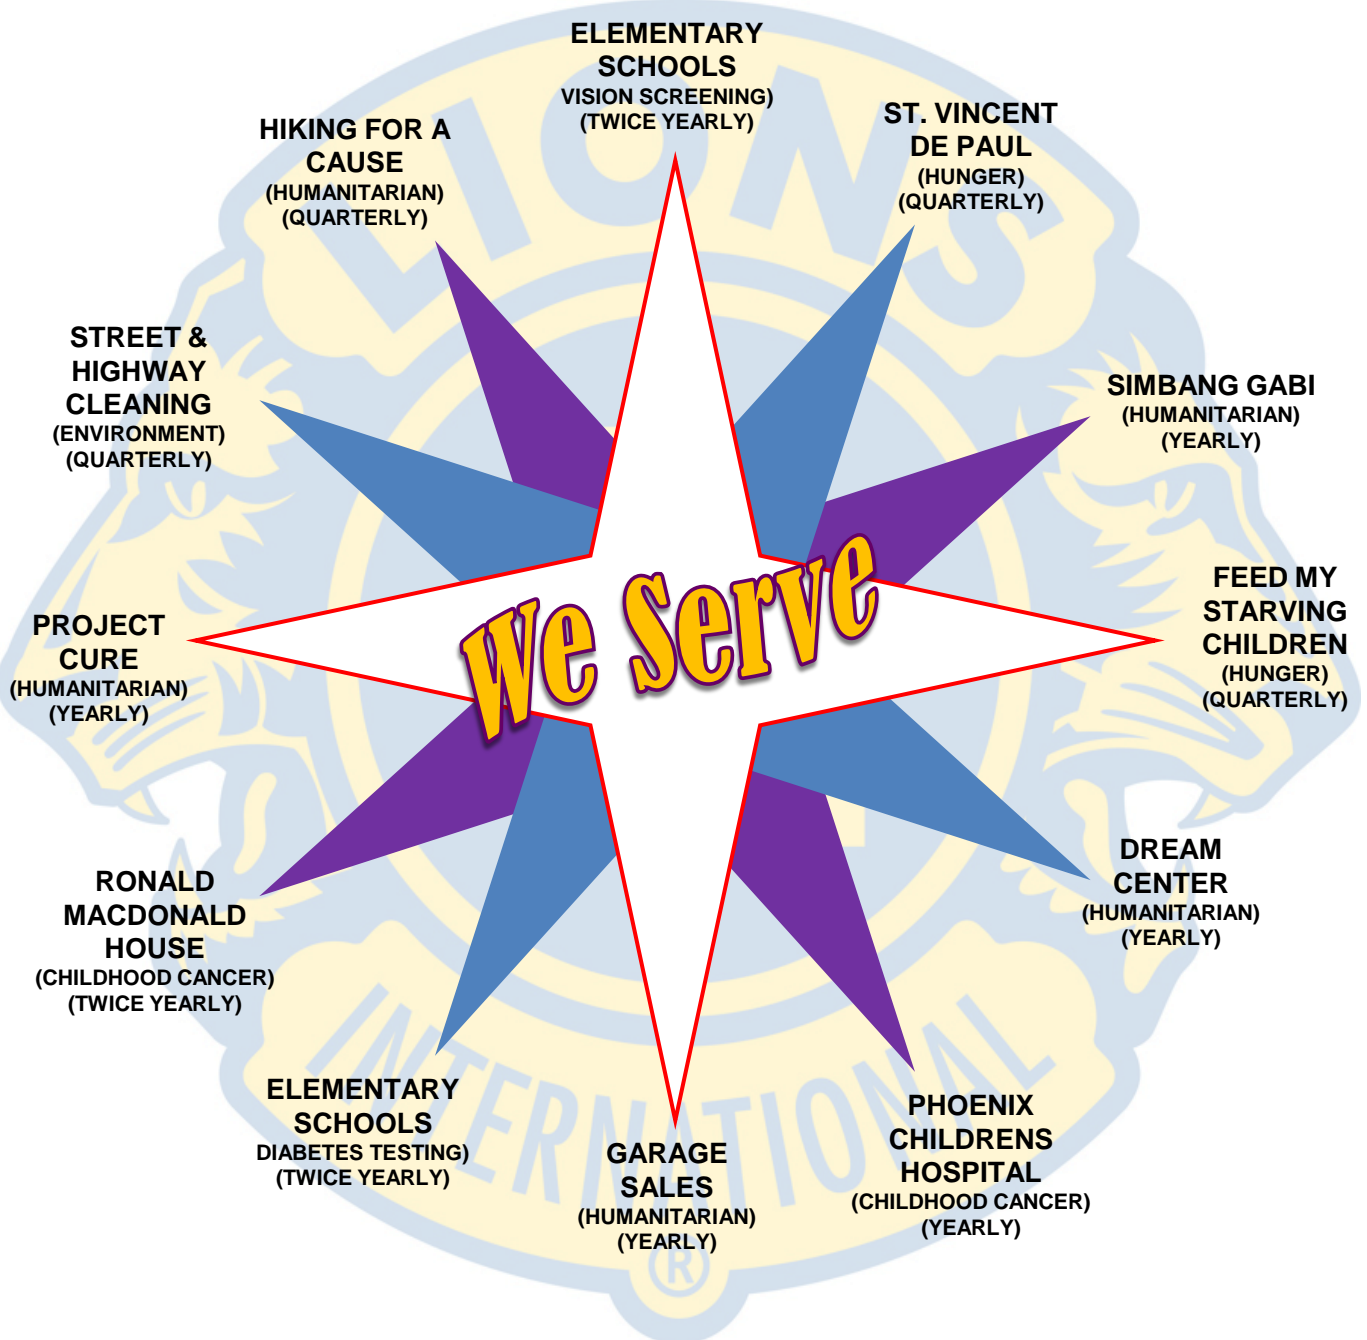 ELEMENTARY
SCHOOLS
VISION SCREENING)
(TWICE YEARLY)
ST. VINCENT
DE PAUL
(HUNGER)
(QUARTERLY)
SIMBANG GABI
(HUMANITARIAN)
(YEARLY)
FEED MY
STARVING
CHILDREN
(HUNGER)
(QUARTERLY)
DREAM
CENTER
(HUMANITARIAN)
(YEARLY)
PHOENIX
CHILDRENS
HOSPITAL
(CHILDHOOD CANCER)
(YEARLY)
GARAGE
SALES
(HUMANITARIAN)
(YEARLY)
ELEMENTARY
SCHOOLS
DIABETES TESTING)
(TWICE YEARLY)
RONALD
MACDONALD
HOUSE
(CHILDHOOD CANCER)
(TWICE YEARLY)
PROJECT
CURE
(HUMANITARIAN)
(YEARLY)
STREET &
HIGHWAY
CLEANING
(ENVIRONMENT)
(QUARTERLY)
HIKING FOR A
CAUSE
(HUMANITARIAN)
(QUARTERLY)
We Serve
LIONS
INTERNATIONAL
®